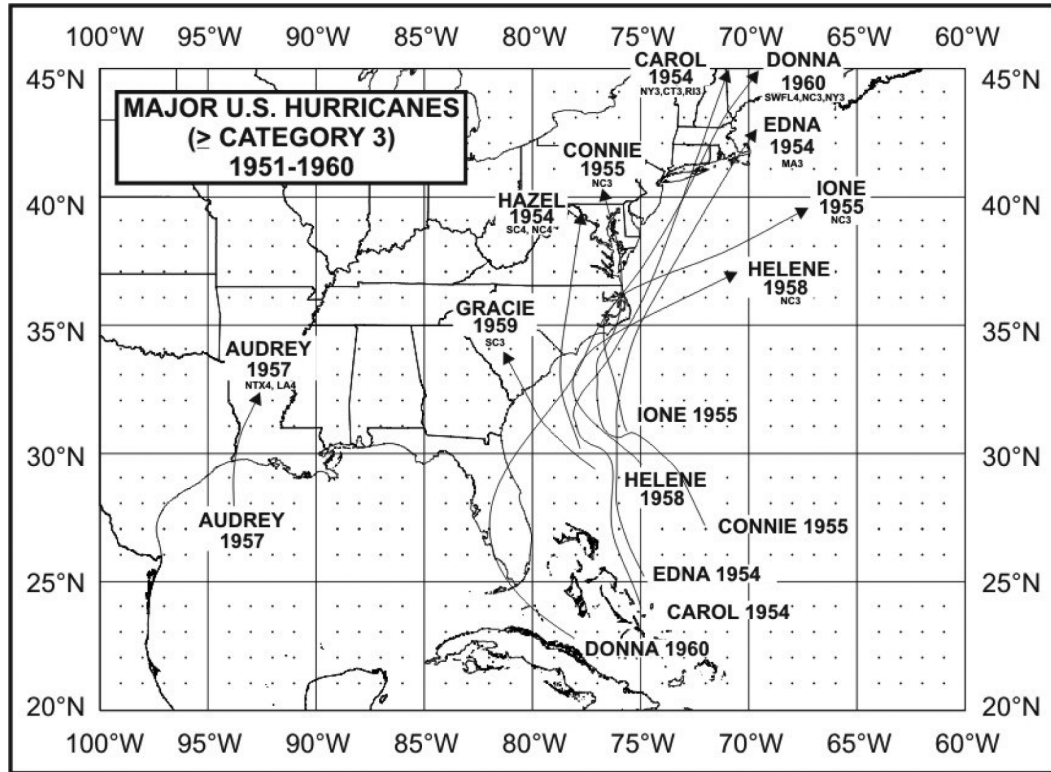 100°W 95°W 90°W 85°W 80°W 75°W 70°W 65°W 60°W
45°N
40°N
35°N
30°N
25°N
20°N
MAJOR U.S. HURRICANES
(≥ CATEGORY 3)
1951-1960
CAROL
1954
NY3,CT3,RI3
DONNA
1960
SWFL4,NC3,NY3
EDNA
1954
MA3
CONNIE
1955
NC3
HAZEL
1954
SC4, NC4
IONE
1955
NC3
HELENE
1958
NC3
GRACIE
1959
SC3
AUDREY
1957
NTX4, LA4
IONE 1955
HELENE
1958
CONNIE 1955
AUDREY
1957
EDNA 1954
CAROL 1954
DONNA 1960
45°N
40°N
35°N
30°N
25°N
20°N
100°W 95°W 90°W 85°W 80°W 75°W 70°W 65°W 60°W